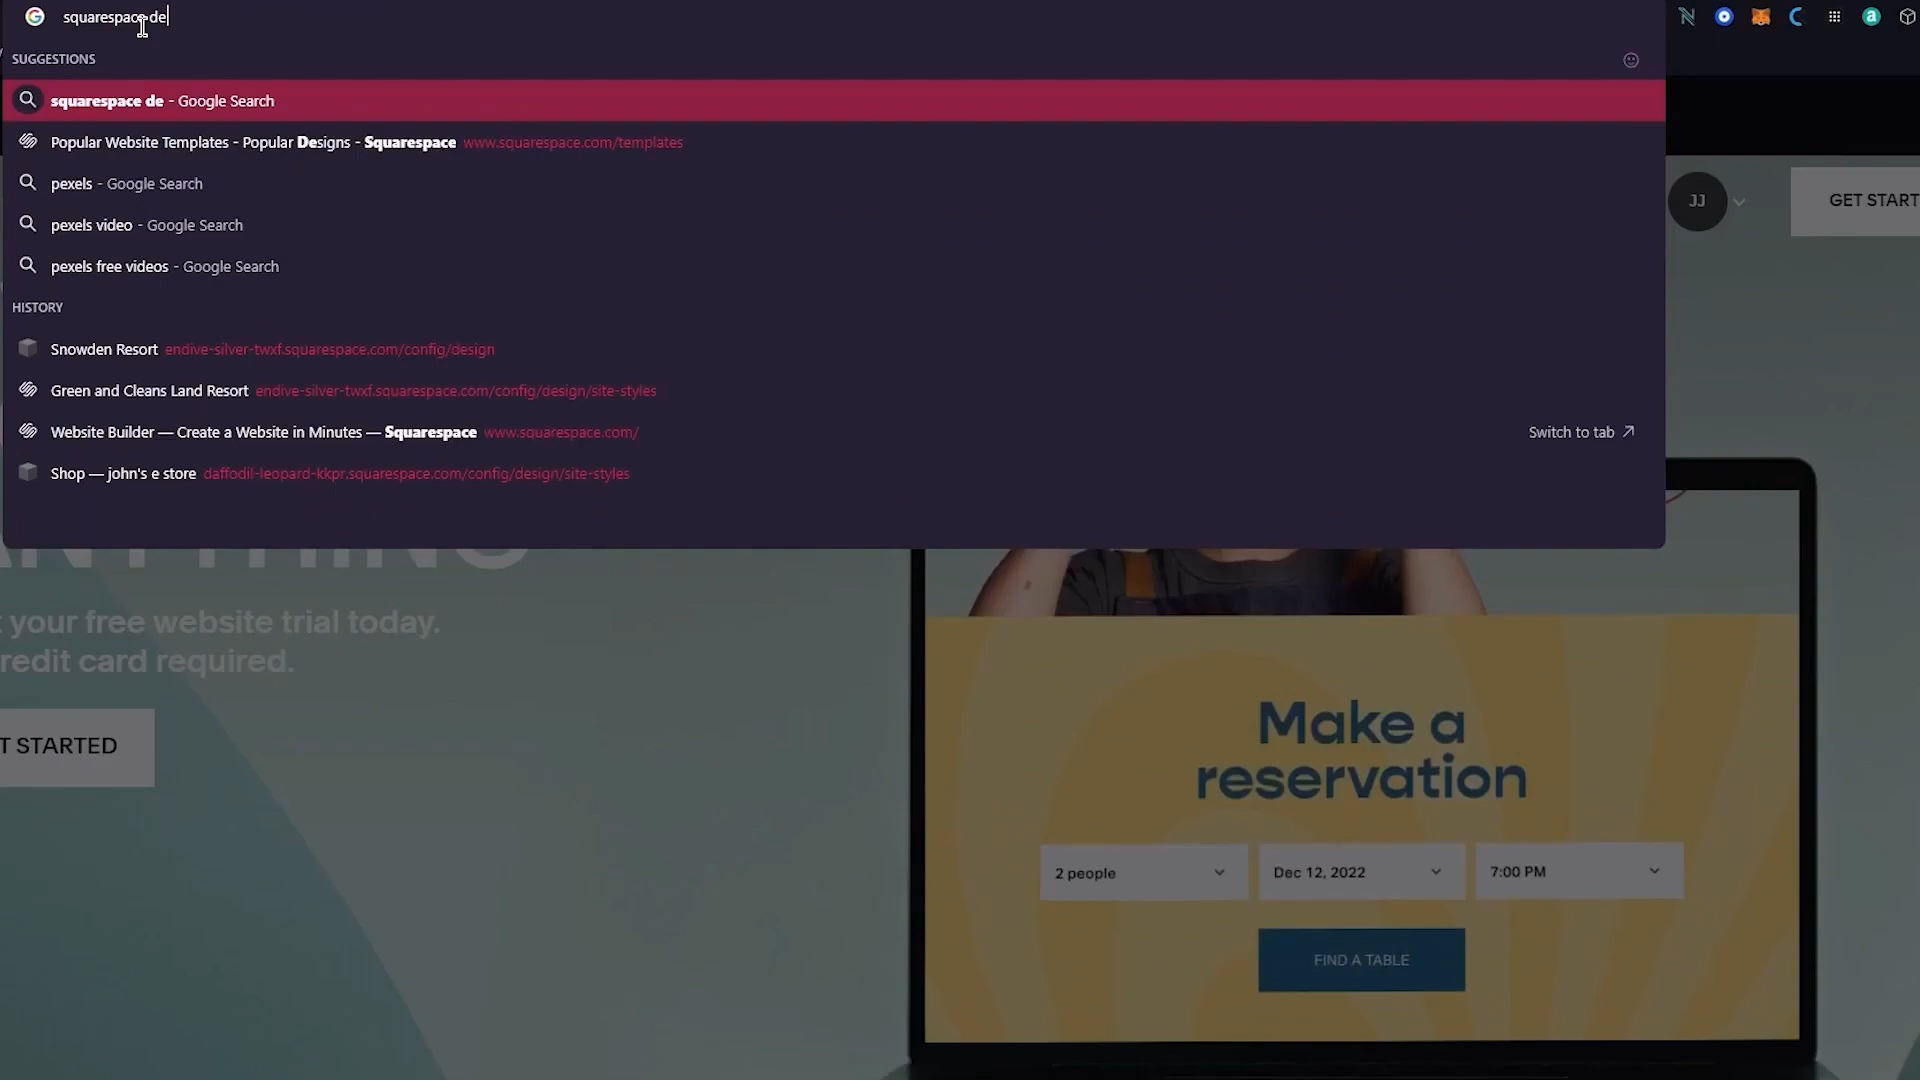 squarespace de
SUGGESTIONS
squarespace de - Google Search
Popular Website Templates - Popular Designs - Squarespace www.squarespace.com/templates
pexels - Google Search
pexels video - Google Search
pexels free videos - Google Search
HISTORY
Snowden Resort endive-silver-twxf.squarespace.com/config/design
Green and Cleans Land Resort endive-silver-twxf.squarespace.com/config/design/site-styles
Website Builder — Create a Website in Minutes — Squarespace www.squarespace.com/
Switch to tab
Shop — john's e store daffodil-leopard-kkpr.squarespace.com/config/design/site-styles
JJ
GET START
ANYTHING
t your free website trial today.
redit card required.
T STARTED
Make a
reservation
2 people
Dec 12, 2022
7:00 PM
FIND A TABLE